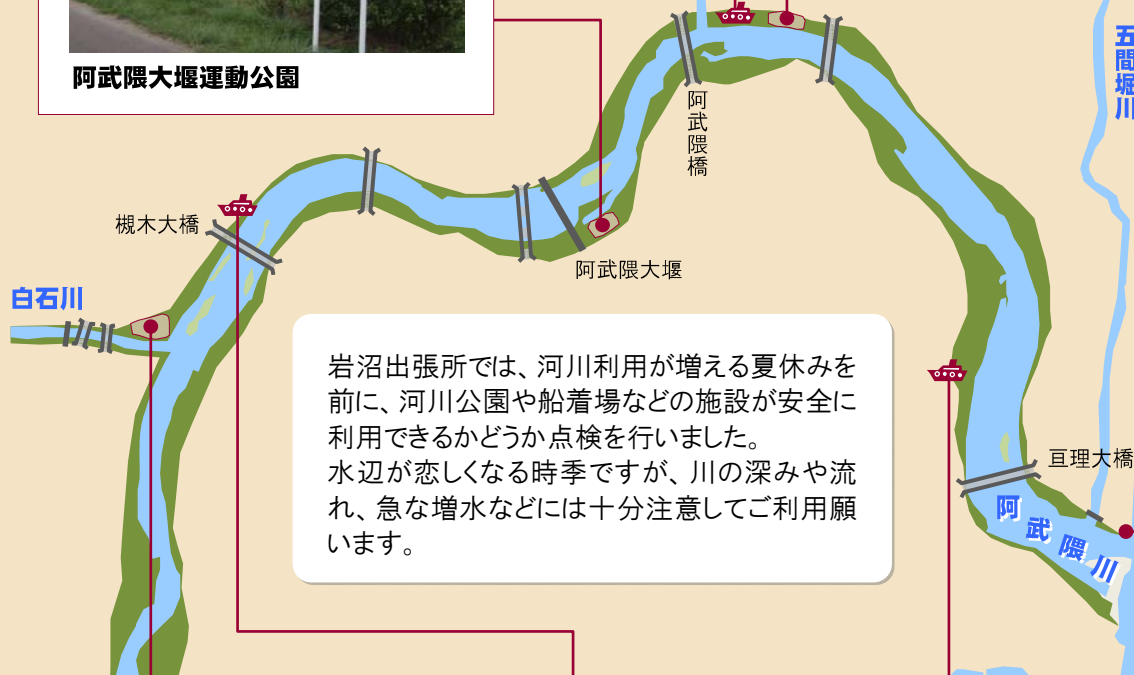 阿武隈大堰運動公園
五間堀川
阿武隈橋
槻木大橋
阿武隈大堰
白石川
岩沼出張所では、河川利用が増える夏休みを
前に、河川公園や船着場などの施設が安全に
利用できるかどうか点検を行いました。
水辺が恋しくなる時季ですが、川の深みや流
れ、急な増水などには十分注意してご利用願
います。
亘理大橋
阿武隈川